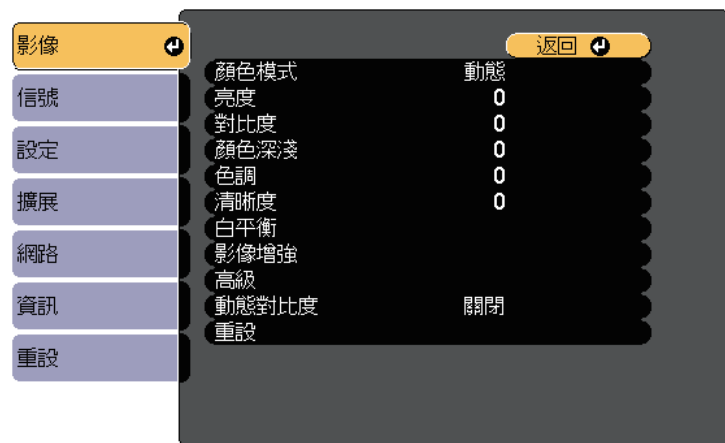 影像
信號
設定
擴展
網路
資訊
重設
返回
顏色模式 動態
亮度 0
對比度 0
顏色深淺 0
色調 0
清晰度 0
白平衡
影像增強
高級
動態對比度 關閉
重設